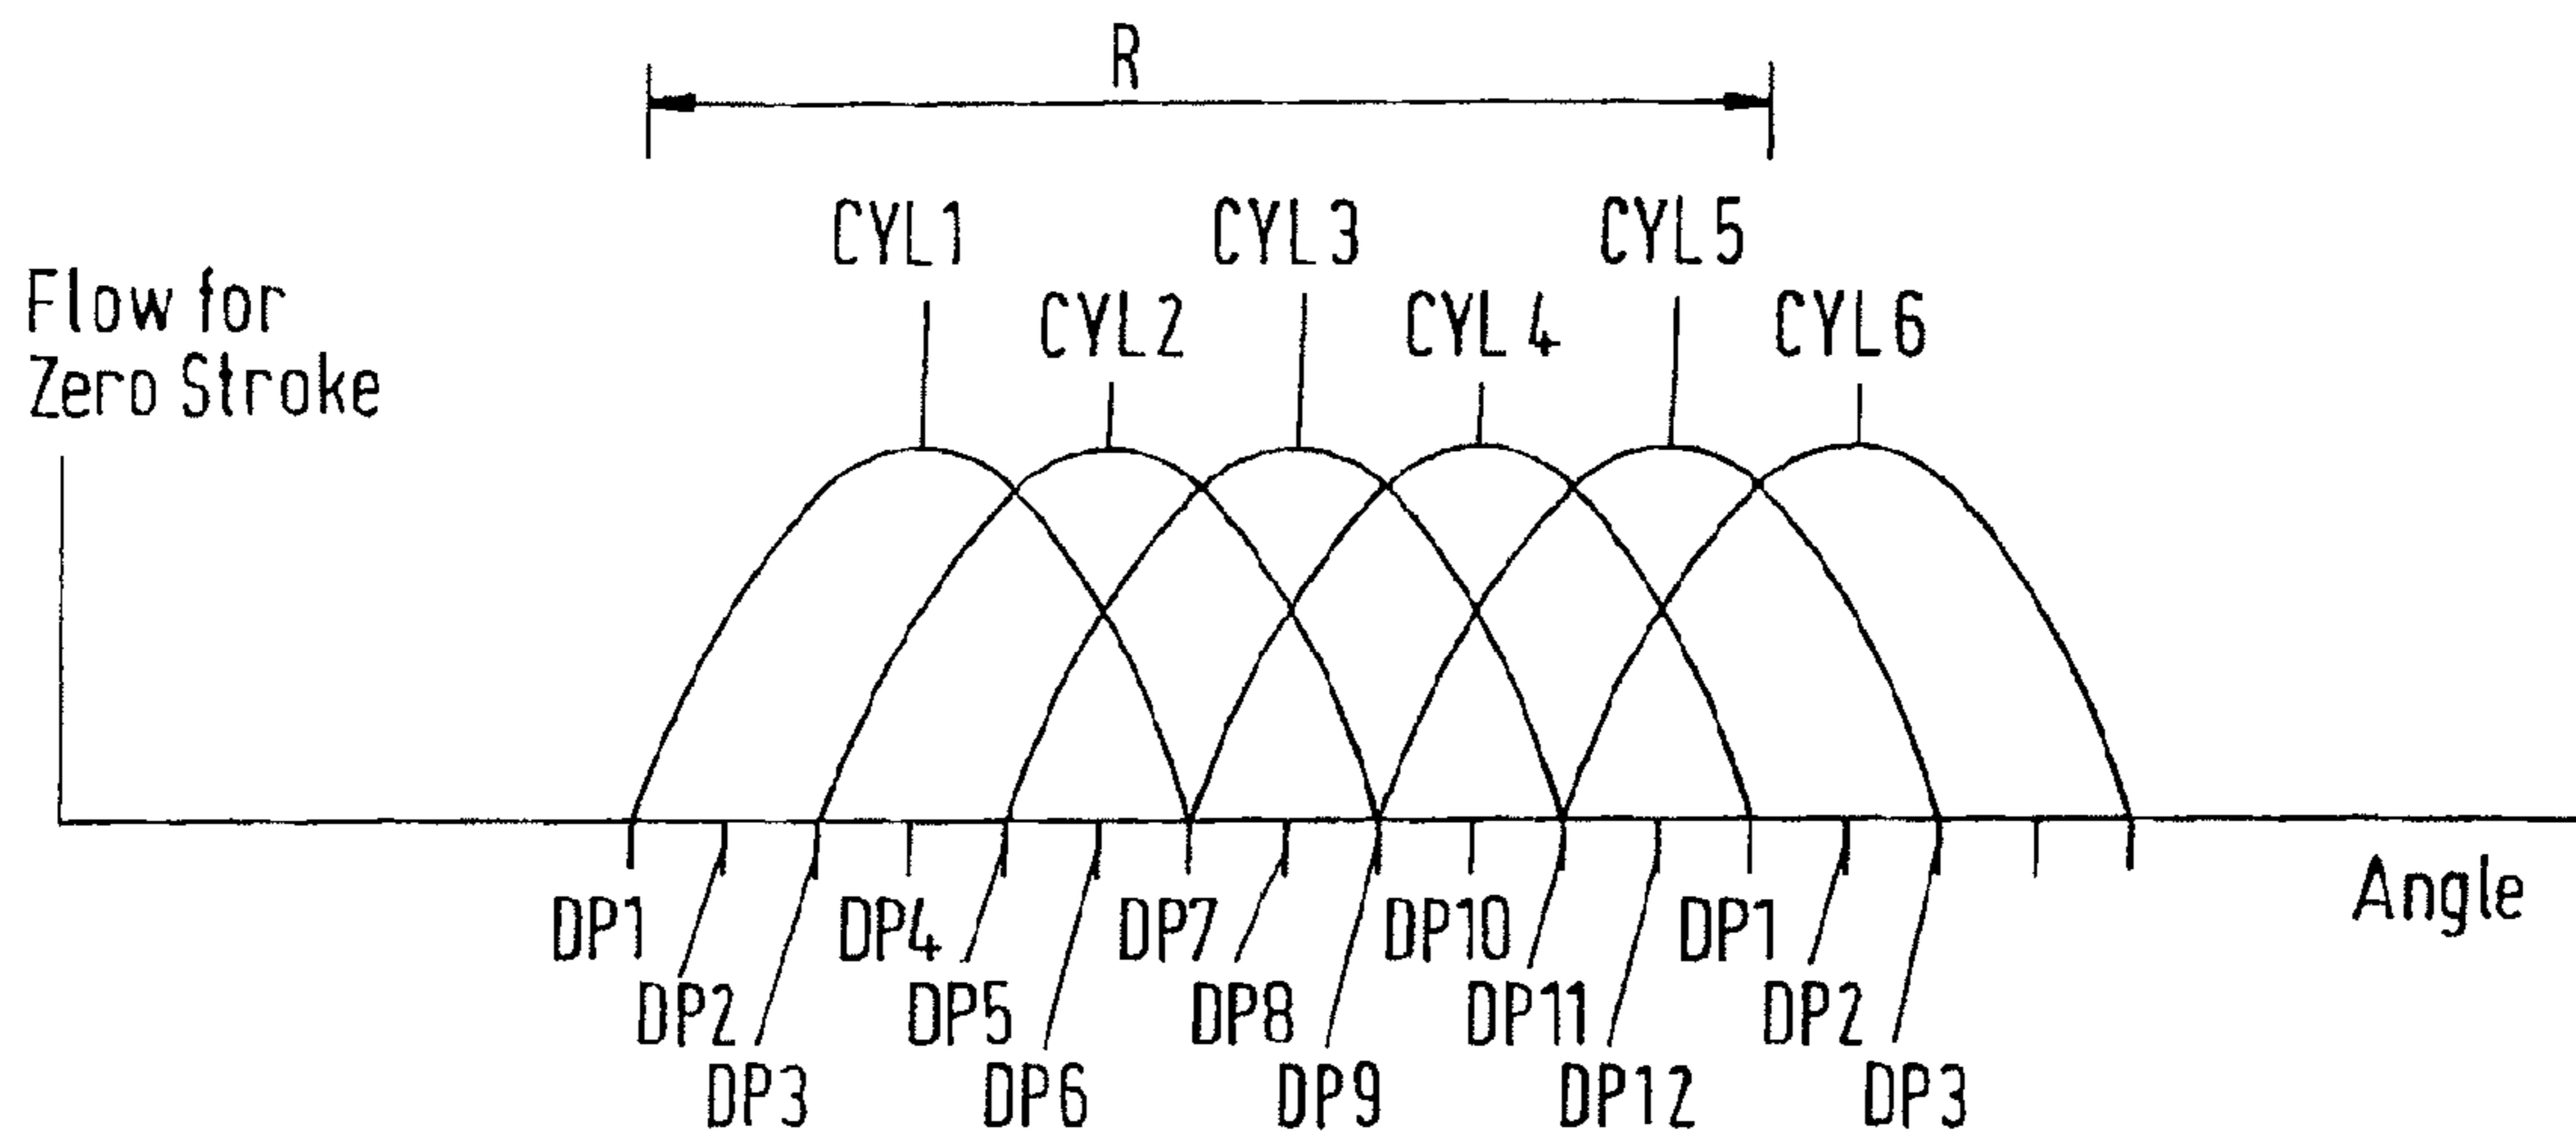 R
CYL1
CYL3
CYL5
Flow for
Zero Stroke
CYL2
CYL4
CYL6
DP1
DP4
DP7
DP10
DP1
Angle
DP2
DP5
DP8
DP11
DP2
DP3
DP6
DP9
DP12
DP3